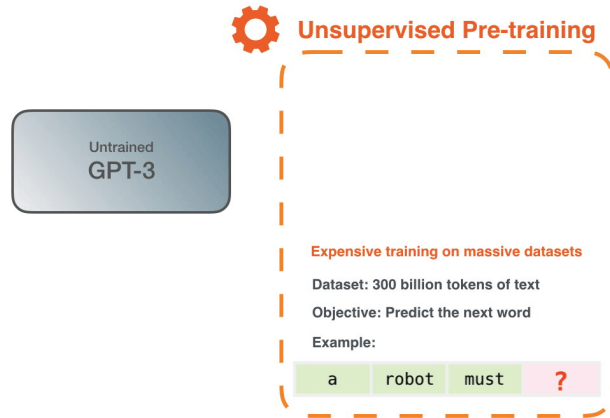 Unsupervised Pre-training
Untrained
GPT-3
Expensive training on massive datasets
Dataset: 300 billion tokens of text
Objective: Predict the next word
Example:
a robot must ?